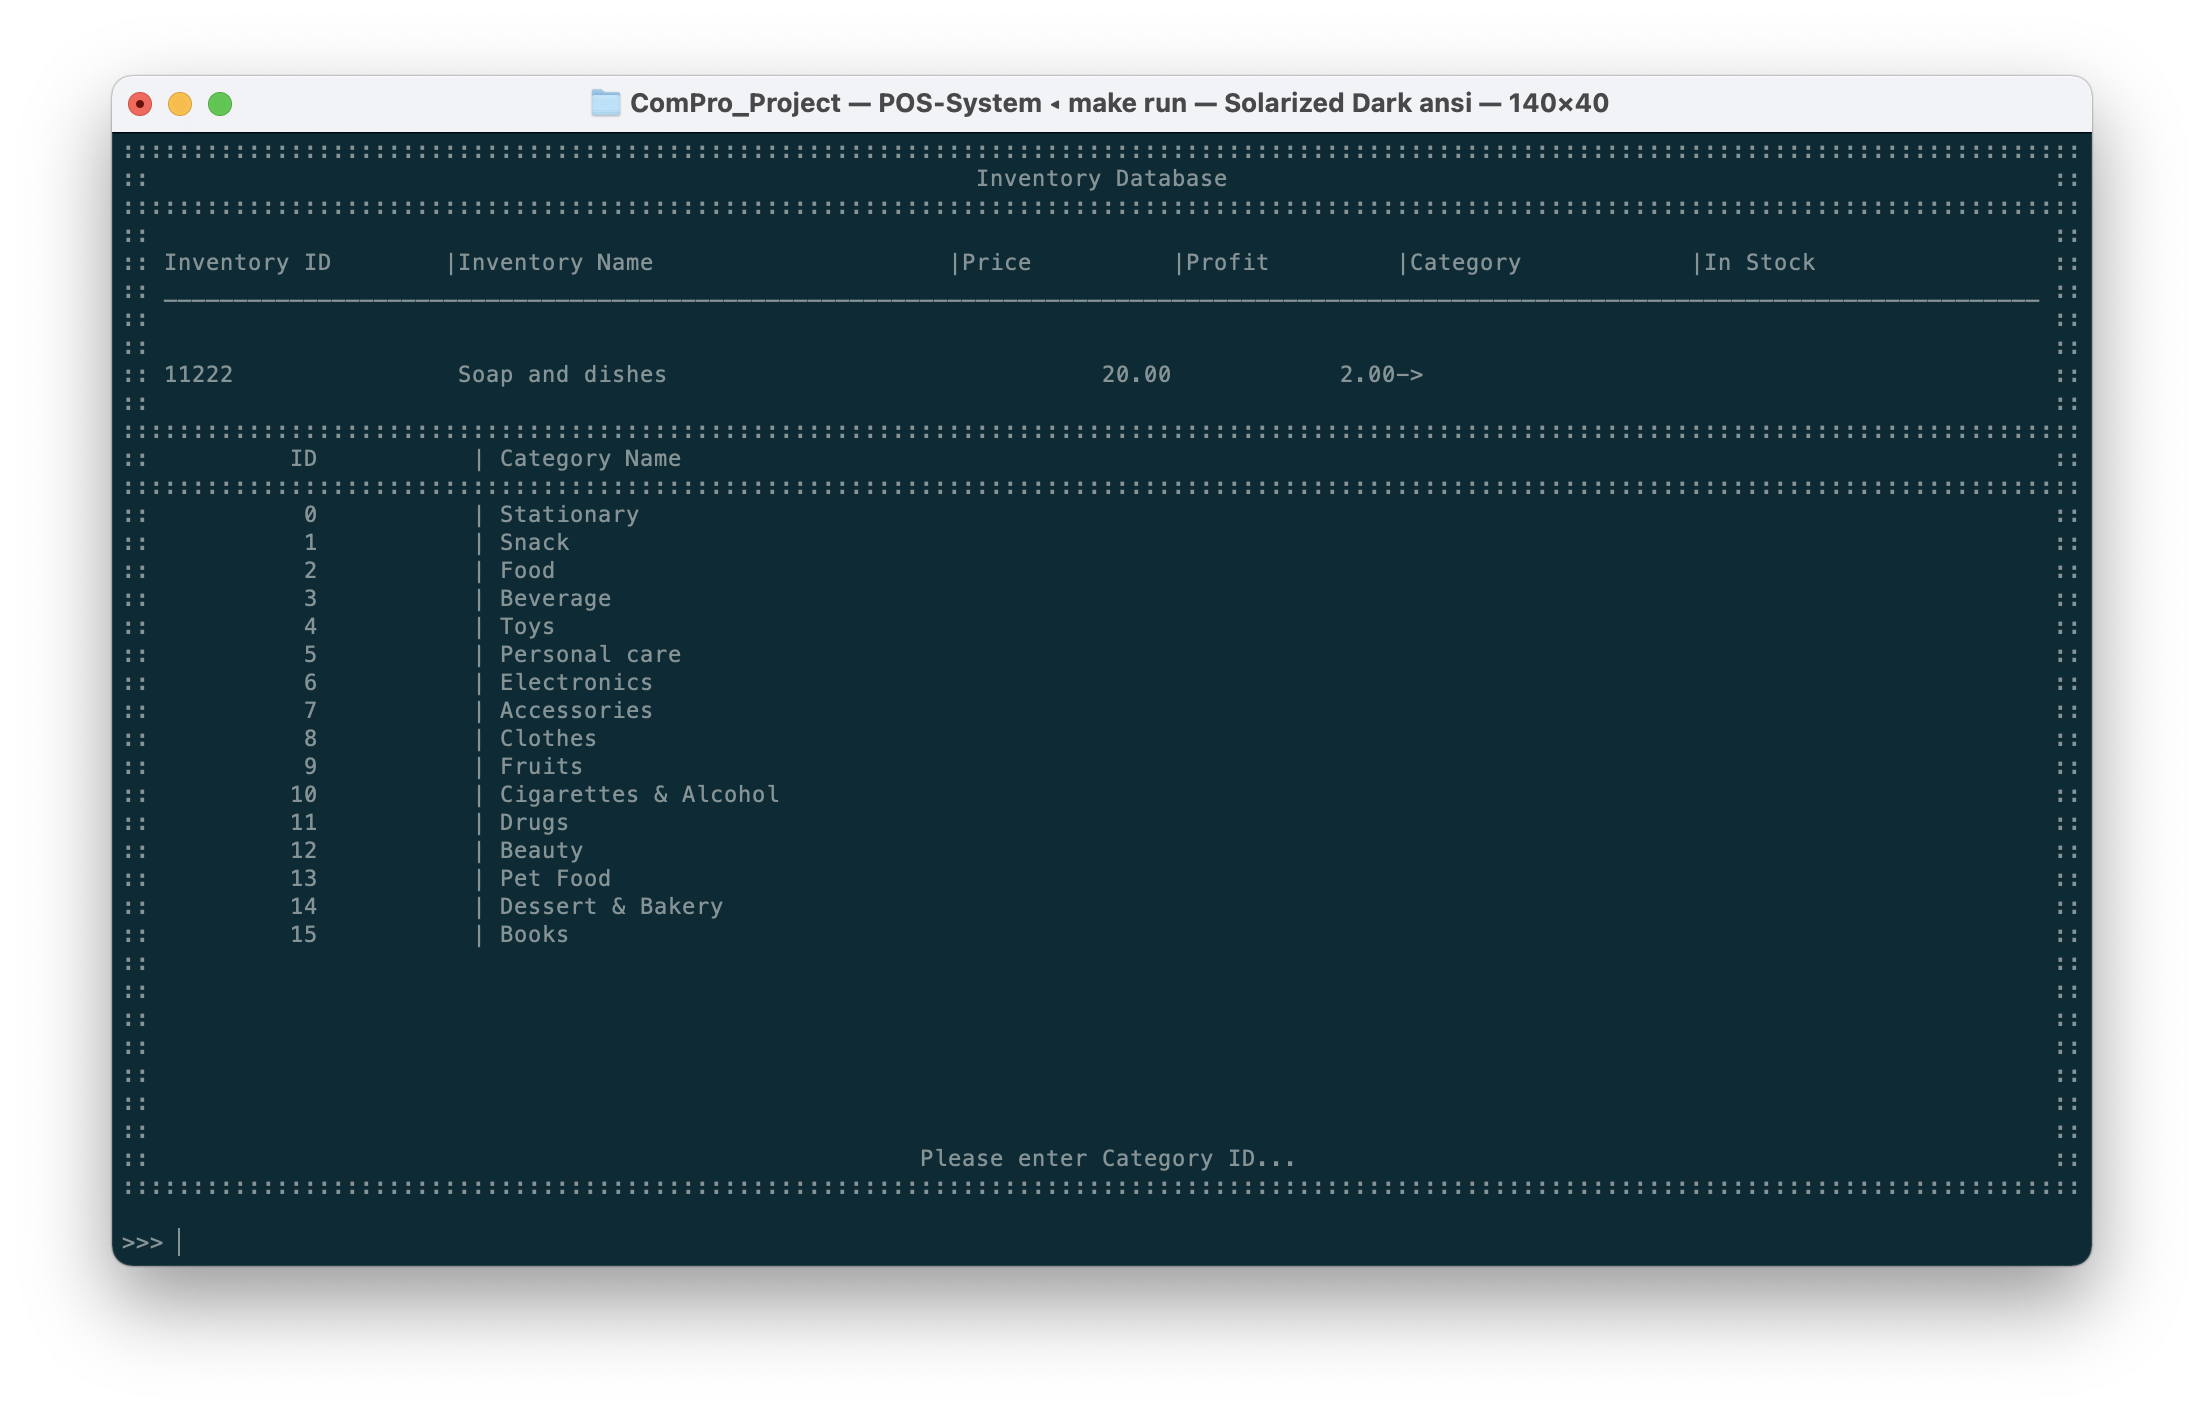 ComPro_Project — POS-System ◂ make run — Solarized Dark ansi — 140×40
::::::::::::::::::::::::::::::::::::::::::::::::::::::::::::::::::::::::::::::::::::::::::::::::::::::::::::::::::::::::::::::::::::::::::::
:: Inventory Database ::
::::::::::::::::::::::::::::::::::::::::::::::::::::::::::::::::::::::::::::::::::::::::::::::::::::::::::::::::::::::::::::::::::::::::::::
:: ::
:: Inventory ID |Inventory Name |Price |Profit |Category |In Stock ::
:: ______________________________________________________________________________________________________________________________________ ::
:: ::
:: ::
:: 11222 Soap and dishes 20.00 2.00-> ::
:: ::
::::::::::::::::::::::::::::::::::::::::::::::::::::::::::::::::::::::::::::::::::::::::::::::::::::::::::::::::::::::::::::::::::::::::::::
:: ID | Category Name ::
::::::::::::::::::::::::::::::::::::::::::::::::::::::::::::::::::::::::::::::::::::::::::::::::::::::::::::::::::::::::::::::::::::::::::::
:: 0 | Stationary ::
:: 1 | Snack ::
:: 2 | Food ::
:: 3 | Beverage ::
:: 4 | Toys ::
:: 5 | Personal care ::
:: 6 | Electronics ::
:: 7 | Accessories ::
:: 8 | Clothes ::
:: 9 | Fruits ::
:: 10 | Cigarettes & Alcohol ::
:: 11 | Drugs ::
:: 12 | Beauty ::
:: 13 | Pet Food ::
:: 14 | Dessert & Bakery ::
:: 15 | Books ::
:: ::
:: ::
:: ::
:: ::
:: ::
:: ::
:: ::
:: Please enter Category ID... ::
::::::::::::::::::::::::::::::::::::::::::::::::::::::::::::::::::::::::::::::::::::::::::::::::::::::::::::::::::::::::::::::::::::::::::::
>>>